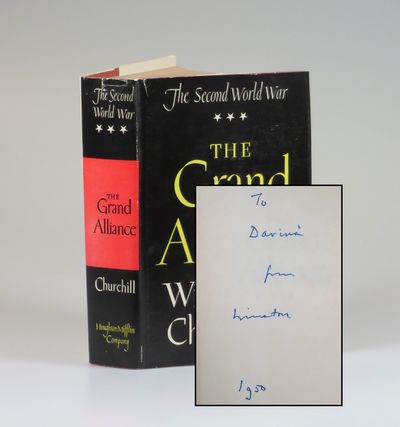 The Second
World War
★ ★ ★
THE
Grand
Alliance
Churchill
Houghton Mifflin
Company
The Second World War
★ ★ ★
THE
Grand
A
W
Ch
To
Davina
from
Winston
1950